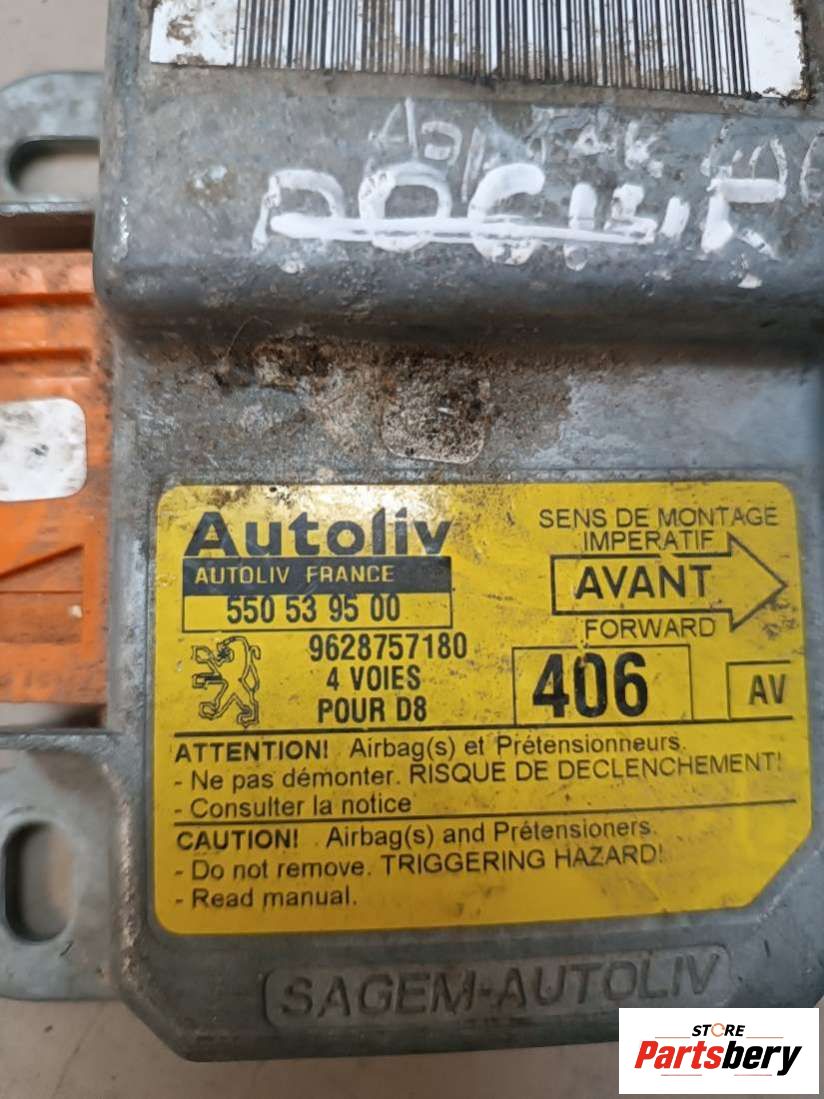 Autoliv
SENS DE MONTAGE
IMPERATIF
AUTOLIV FRANCE
AVANT
550 53 95 00
FORWARD
9628757180
4 VOIES
406
AV
POUR D8
ATTENTION! Airbag(s) et Prétensionneurs.
- Ne pas démonter. RISQUE DE DECLENCHEMENT!
- Consulter la notice
CAUTION! Airbag(s) and Prétensioners.
- Do not remove. TRIGGERING HAZARD!
- Read manual.
SAGEM-AUTOLIV
STORE
Partsbery